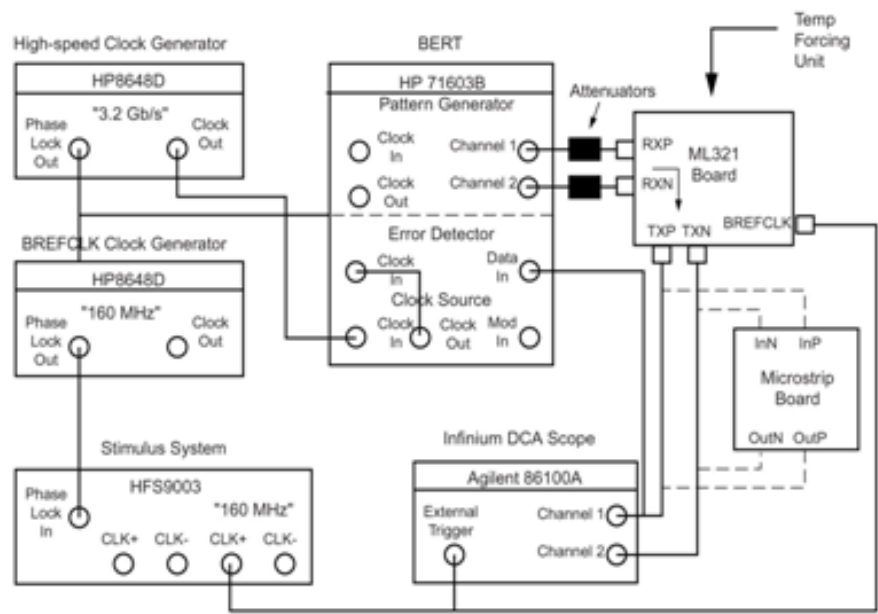 High-speed Clock Generator
HP8648D
"3.2 Gb/s"
Phase
Lock
Out
Clock
Out
BREFCLK Clock Generator
HP8648D
"160 MHz"
Phase
Lock
Out
Clock
Out
Stimulus System
HFS9003
"160 MHz"
Phase
Lock
In
CLK+
CLK-
CLK+
CLK-
BERT
HP 71603B
Pattern Generator
Clock
In
Channel 1
Clock
Out
Channel 2
Error Detector
Clock
In
Data
In
Clock Source
Clock
In
Clock
Out
Mod
In
Attenuators
Temp
Forcing
Unit
RXP
ML321
Board
RXN
TXP
TXN
BREFCLK
InN
InP
Microstrip
Board
OutN
OutP
Infinium DCA Scope
Agilent 86100A
External
Trigger
Channel 1
Channel 2